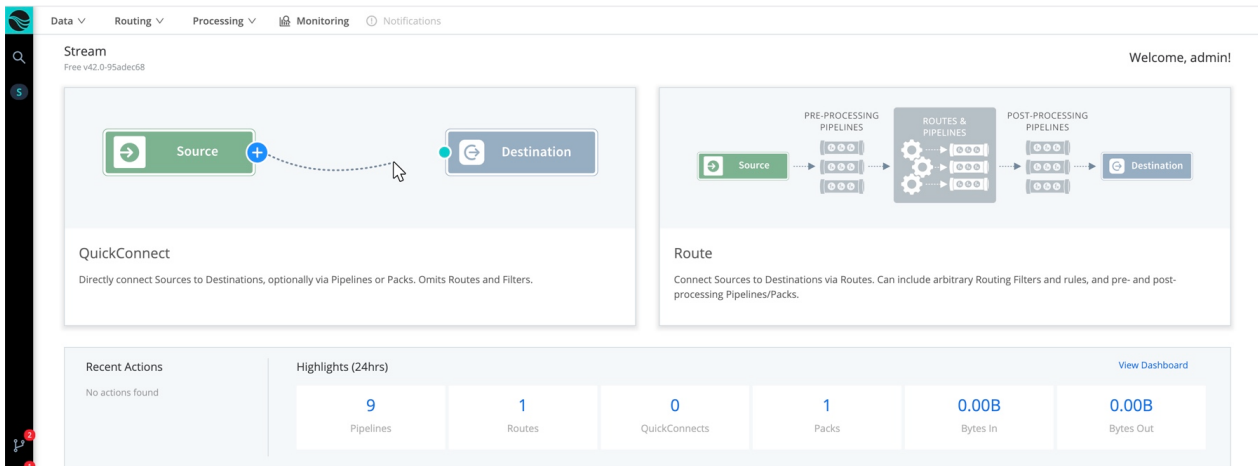 Data Routing Processing Monitoring Notifications
Stream
Free v42.0-95adec68
Welcome, admin!
S
Source
Destination
PRE-PROCESSING
PIPELINES
ROUTES &
PIPELINES
POST-PROCESSING
PIPELINES
Source
Destination
QuickConnect
Directly connect Sources to Destinations, optionally via Pipelines or Packs. Omits Routes and Filters.
Route
Connect Sources to Destinations via Routes. Can include arbitrary Routing Filters and rules, and pre- and post-
processing Pipelines/Packs.
Recent Actions
No actions found
Highlights (24hrs)
View Dashboard
9
Pipelines
1
Routes
0
QuickConnects
1
Packs
0.00B
Bytes In
0.00B
Bytes Out
2